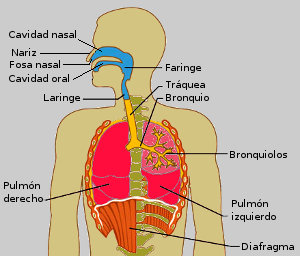 Cavidad nasal
Nariz
Fosa nasal
Cavidad oral
Laringe
Faringe
Tráquea
Bronquio
Bronquiolos
Pulmón
derecho
Pulmón
izquierdo
Diafragma